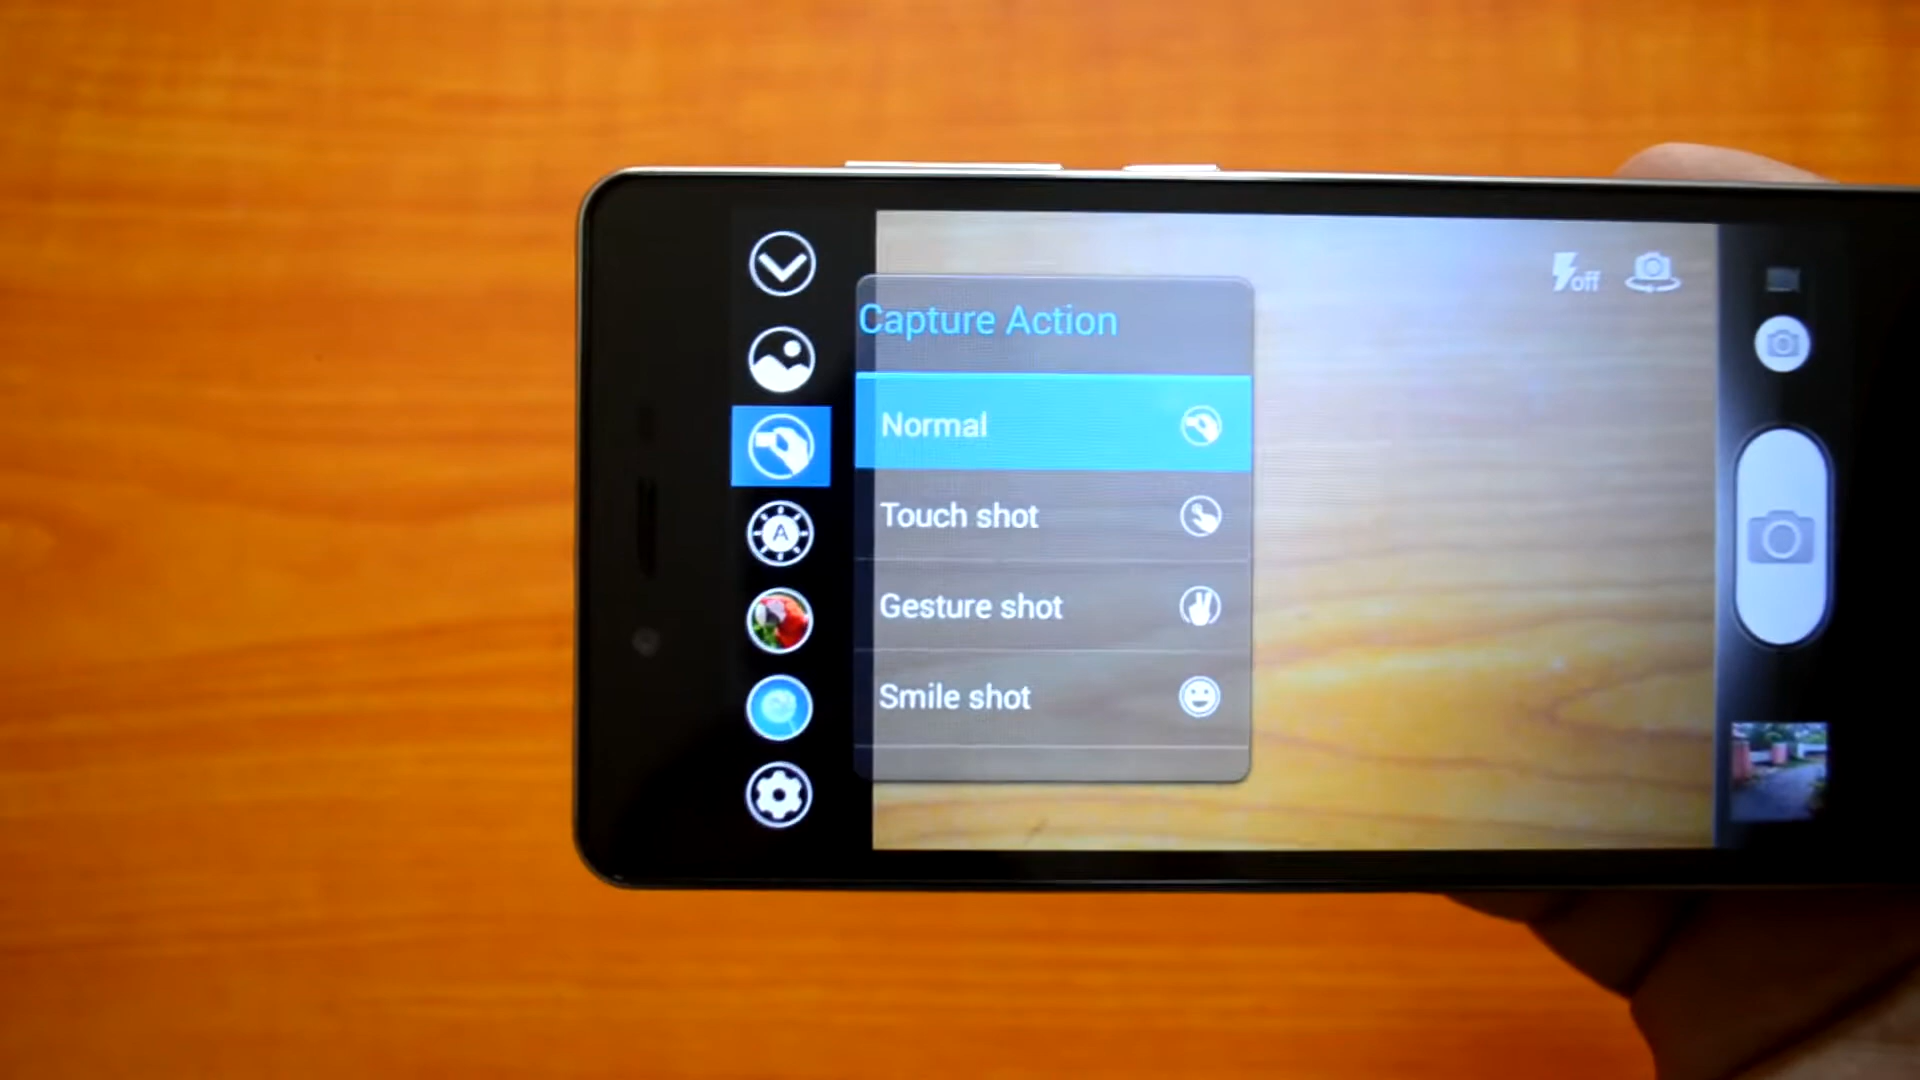 off
Capture Action
Normal
A
Touch shot
Gesture shot
Smile shot